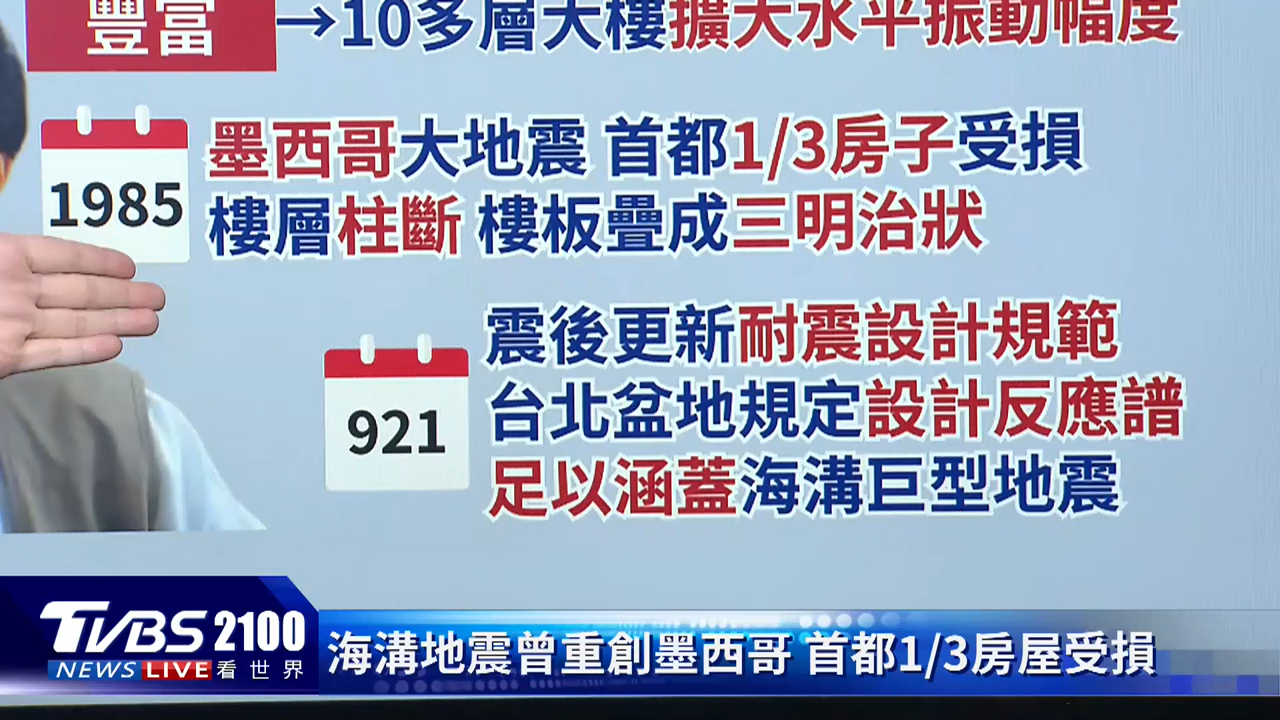 豐富
→10多層大樓擴大水平振動幅度
1985
墨西哥大地震 首都1/3房子受損
樓層柱斷 樓板疊成三明治狀
921
震後更新耐震設計規範
台北盆地規定設計反應譜
足以涵蓋海溝巨型地震
TVBS 2100
NEWS LIVE 看世界
海溝地震曾重創墨西哥 首都1/3房屋受損